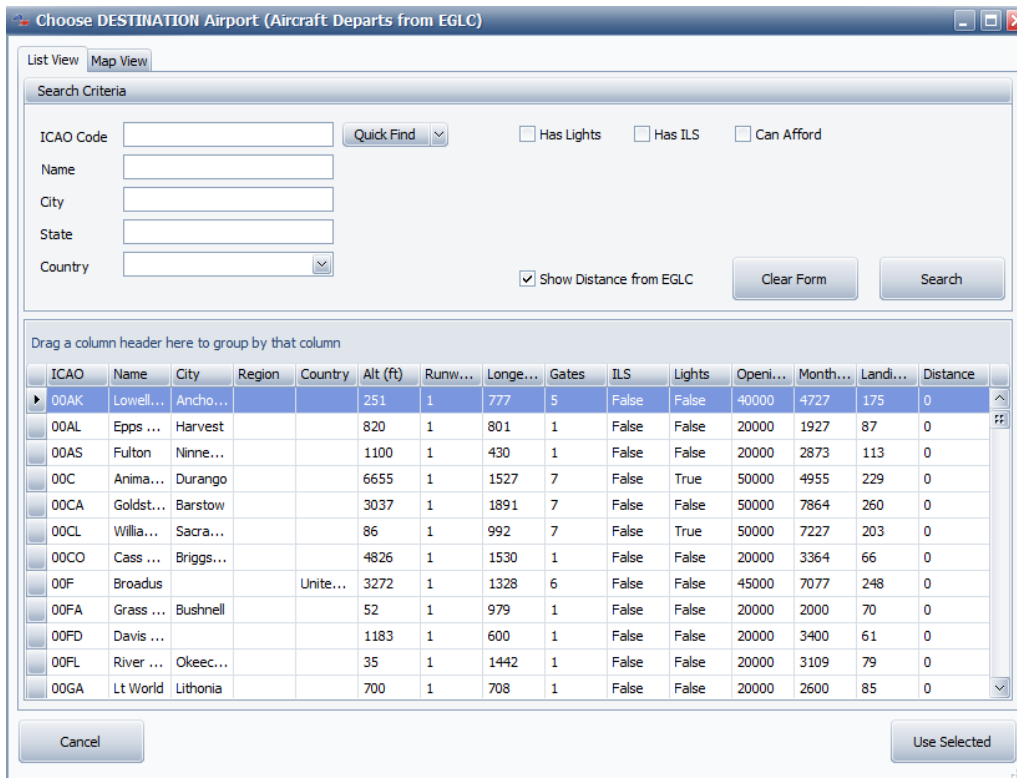 Choose DESTINATION Airport (Aircraft Departs from EGLC)
List View Map View
Search Criteria
ICAO Code Quick Find Has Lights Has ILS Can Afford
Name
City
State
Country Show Distance from EGLC Clear Form Search
Drag a column header here to group by that column
ICAO Name City Region Country Alt (ft) Runw... Longe... Gates ILS Lights Openi... Month... Landi... Distance
00AK Lowell... Ancho... 251 1 777 5 False False 40000 4727 175 0
00AL Epps ... Harvest 820 1 801 1 False False 20000 1927 87 0
00AS Fulton Ninne... 1100 1 430 1 False False 20000 2873 113 0
00C Anima... Durango 6655 1 1527 7 False True 50000 4955 229 0
00CA Goldst... Barstow 3037 1 1891 7 False False 50000 7864 260 0
00CL Willia... Sacra... 86 1 992 7 False True 50000 7227 203 0
00CO Cass ... Briggs... 4826 1 1530 1 False False 20000 3364 66 0
00F Broadus Unite... 3272 1 1328 6 False False 45000 7077 248 0
00FA Grass ... Bushnell 52 1 979 1 False False 20000 2000 70 0
00FD Davis ... 1183 1 600 1 False False 20000 3400 61 0
00FL River ... Okeec... 35 1 1442 1 False False 20000 3109 79 0
00GA Lt World Lithonia 700 1 708 1 False False 20000 2600 85 0
Cancel Use Selected